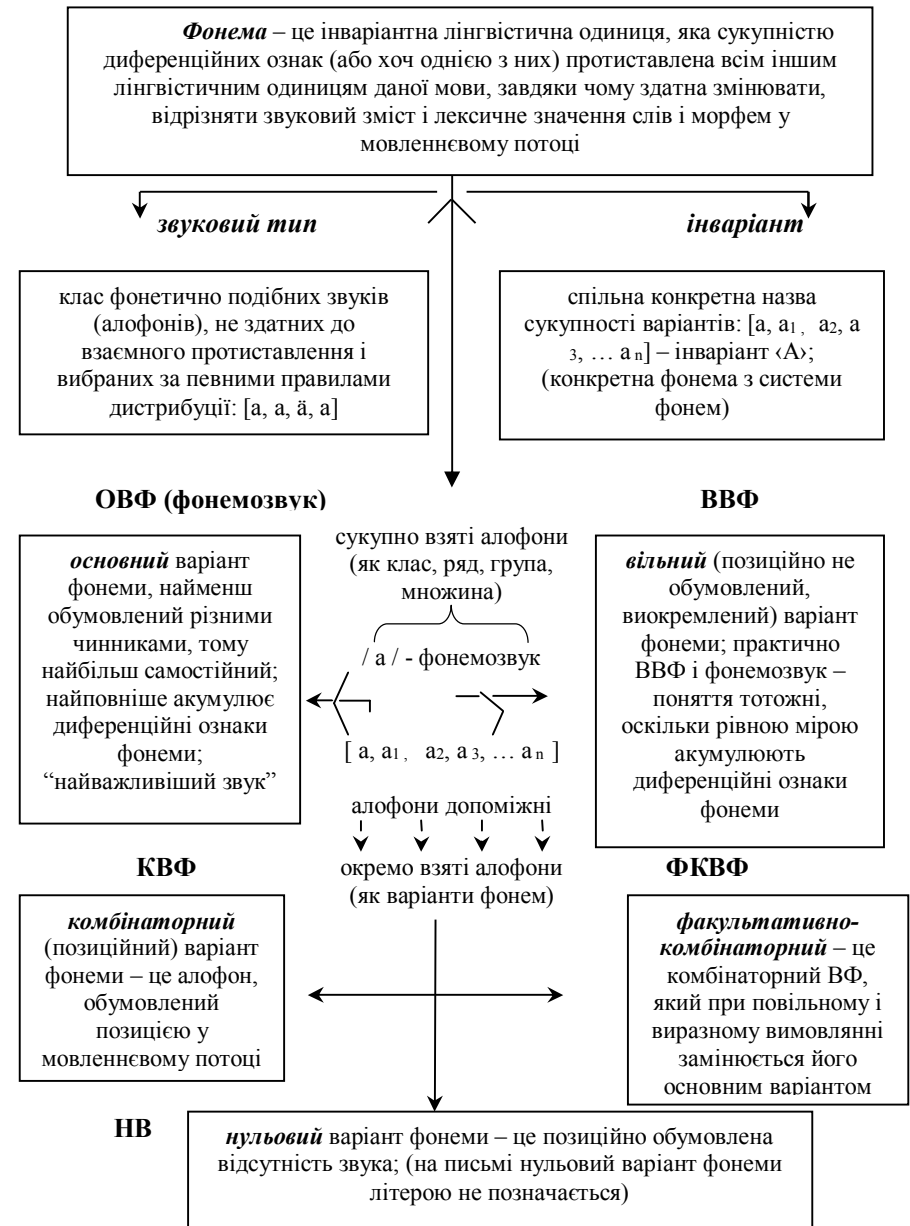 Фонема – це інваріантна лінгвістична одиниця, яка сукупністю
диференційних ознак (або хоч однією з них) протиставлена всім іншим
лінгвістичним одиницям даної мови, завдяки чому здатна змінювати,
відрізняти звуковий зміст і лексичне значення слів і морфем у
мовленнєвому потоці
звуковий тип
інваріант
клас фонетично подібних звуків
(алофонів), не здатних до
взаємного протиставлення і
вибраних за певними правилами
дистрибуції: [а, а, ӓ, а]
спільна конкретна назва
сукупності варіантів: [а, а₁ , а₂, а
₃, … а ₙ] – інваріант ‹А›;
(конкретна фонема з системи
фонем)
ОВФ (фонемозвук)
ВВФ
основний варіант
фонеми, найменш
обумовлений різними
чинниками, тому
найбільш самостійний;
найповніше акумулює
диференційні ознаки
фонеми;
“найважливіший звук”
сукупно взяті алофони
(як клас, ряд, група,
множина)
/ а / - фонемозвук
[ а, а₁ , а₂, а ₃, … а ₙ ]
алофони допоміжні
окремо взяті алофони
(як варіанти фонем)
вільний (позиційно не
обумовлений,
виокремлений) варіант
фонеми; практично
ВВФ і фонемозвук –
поняття тотожні,
оскільки рівною мірою
акумулюють
диференційні ознаки
фонеми
КВФ
ФКВФ
комбінаторний
(позиційний) варіант
фонеми – це алофон,
обумовлений
позицією у
мовленнєвому потоці
факультативно-
комбінаторний – це
комбінаторний ВФ,
який при повільному і
виразному вимовлянні
замінюється його
основним варіантом
НВ
нульовий варіант фонеми – це позиційно обумовлена
відсутність звука; (на письмі нульовий варіант фонеми
літерою не позначається)